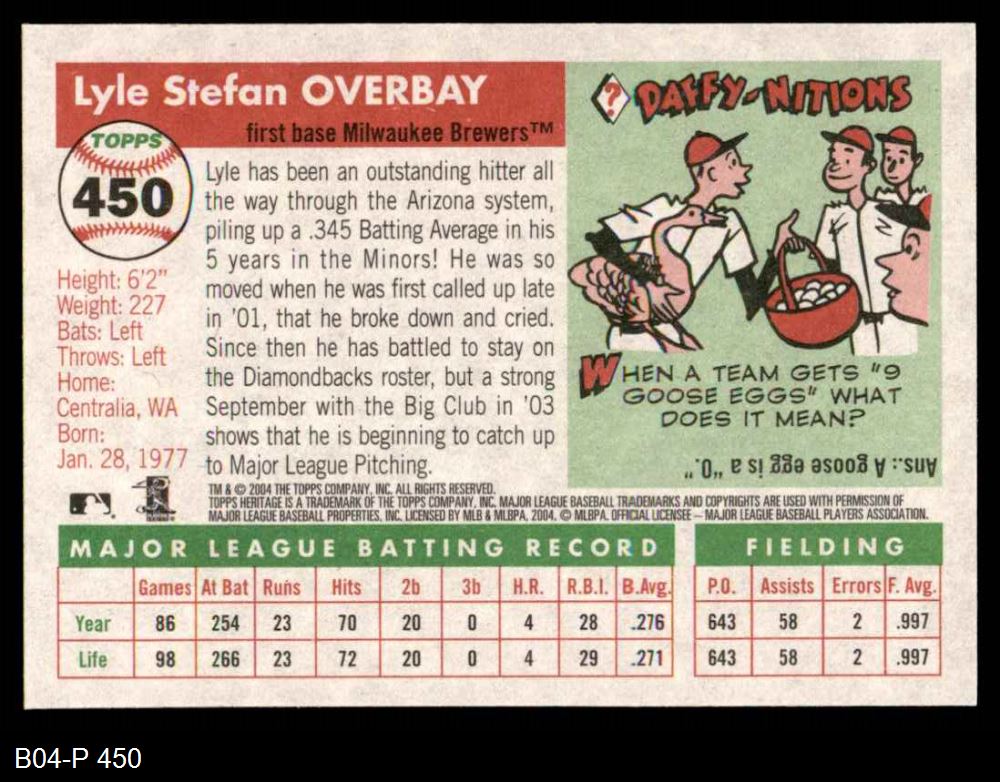 Lyle Stefan OVERBAY
first base Milwaukee Brewers™
TOPPS
450
Height: 6'2"
Weight: 227
Bats: Left
Throws: Left
Home:
Centralia, WA
Born:
Jan. 28, 1977
Lyle has been an outstanding hitter all
the way through the Arizona system,
piling up a .345 Batting Average in his
5 years in the Minors! He was so
moved when he was first called up late
in '01, that he broke down and cried.
Since then he has battled to stay on
the Diamondbacks roster, but a strong
September with the Big Club in '03
shows that he is beginning to catch up
to Major League Pitching.
? DAFFY-NITIONS
WHEN A TEAM GETS "9
GOOSE EGGS" WHAT
DOES IT MEAN?
Ans.: A goose egg is a "0."
TM & © 2004 THE TOPPS COMPANY, INC. ALL RIGHTS RESERVED.
TOPPS HERITAGE IS A TRADEMARK OF THE TOPPS COMPANY, INC. MAJOR LEAGUE BASEBALL TRADEMARKS AND COPYRIGHTS ARE USED WITH PERMISSION OF
MAJOR LEAGUE BASEBALL PROPERTIES, INC. LICENSED BY MLB & MLBPA, 2004. © MLBPA. OFFICIAL LICENSEE – MAJOR LEAGUE BASEBALL PLAYERS ASSOCIATION.
MAJOR LEAGUE BATTING RECORD FIELDING
Games At Bat Runs Hits 2b 3b H.R. R.B.I. B.Avg. P.O. Assists Errors F. Avg.
Year 86 254 23 70 20 0 4 28 .276 643 58 2 .997
Life 98 266 23 72 20 0 4 29 .271 643 58 2 .997
B04-P 450